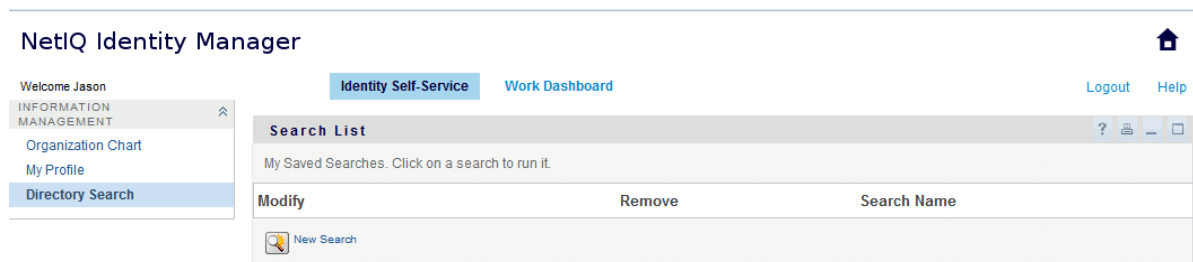 NetIQ Identity Manager
Welcome Jason
Identity Self-Service
Work Dashboard
Logout
Help
INFORMATION
MANAGEMENT
Organization Chart
My Profile
Directory Search
Search List
?
My Saved Searches. Click on a search to run it.
Modify
Remove
Search Name
New Search